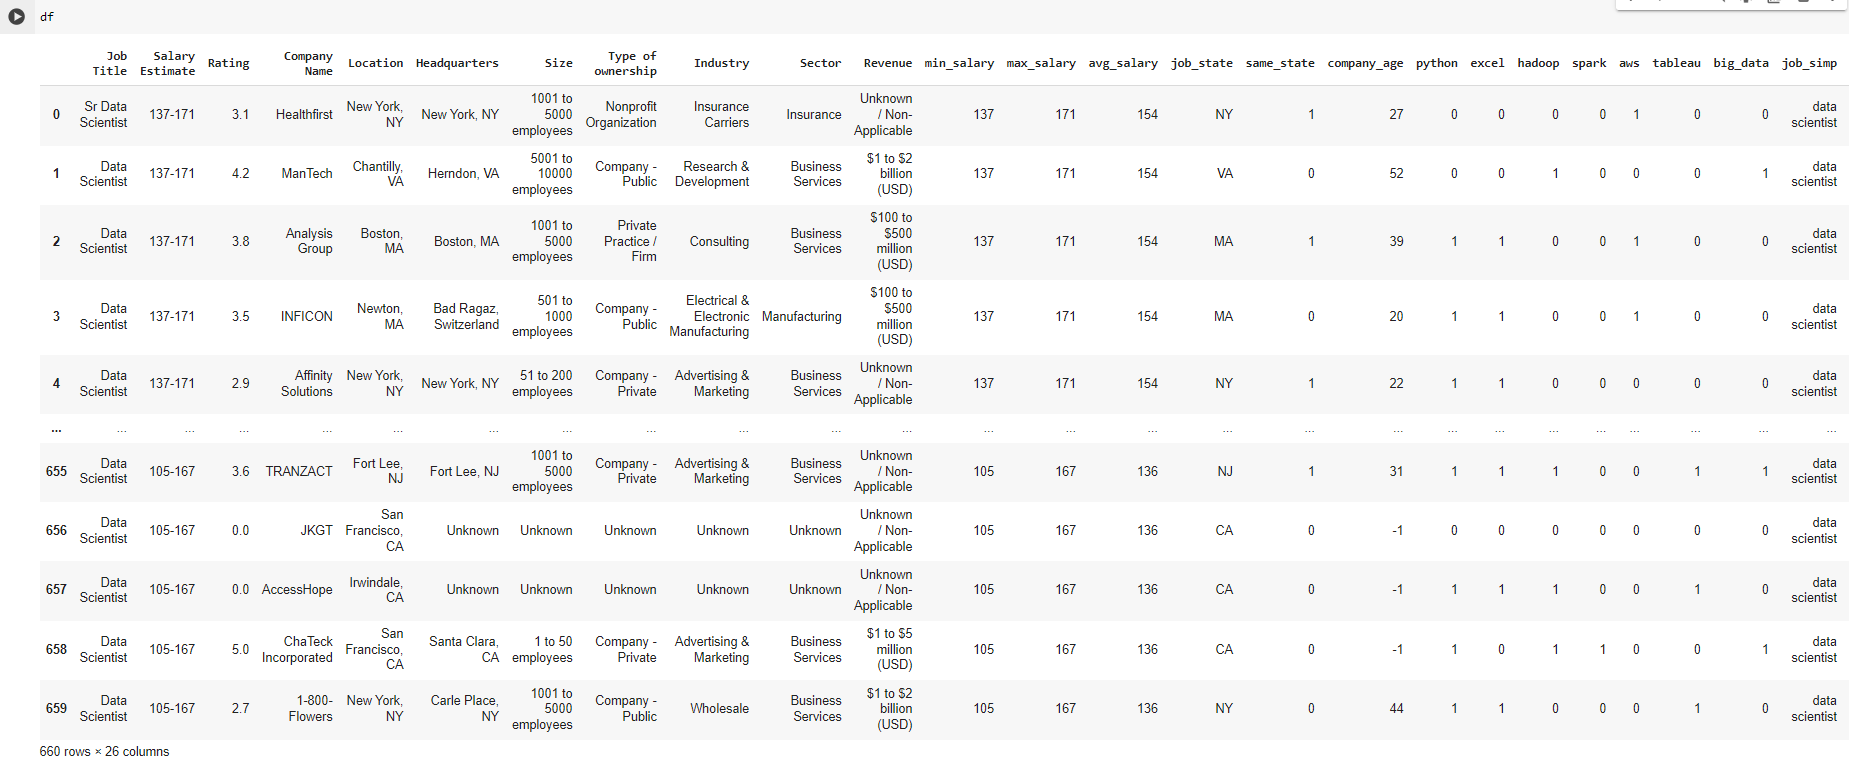 df
Job Title Salary Estimate Rating Company Name Location Headquarters Size Type of ownership Industry Sector Revenue min_salary max_salary avg_salary job_state same_state company_age python excel hadoop spark aws tableau big_data job_simp
0 Sr Data Scientist 137-171 3.1 Healthfirst New York, NY New York, NY 1001 to 5000 employees Nonprofit Organization Insurance Carriers Insurance Unknown / Non-Applicable 137 171 154 NY 1 27 0 0 0 0 1 0 0 data scientist
1 Data Scientist 137-171 4.2 ManTech Chantilly, VA Herndon, VA 5001 to 10000 employees Company - Public Research & Development Business Services $1 to $2 billion (USD) 137 171 154 VA 0 52 0 0 1 0 0 0 1 data scientist
2 Data Scientist 137-171 3.8 Analysis Group Boston, MA Boston, MA 1001 to 5000 employees Private Practice / Firm Consulting Business Services $100 to $500 million (USD) 137 171 154 MA 1 39 1 1 0 0 1 0 0 data scientist
3 Data Scientist 137-171 3.5 INFICON Newton, MA Bad Ragaz, Switzerland 501 to 1000 employees Company - Public Electrical & Electronic Manufacturing Manufacturing $100 to $500 million (USD) 137 171 154 MA 0 20 1 1 0 0 1 0 0 data scientist
4 Data Scientist 137-171 2.9 Affinity Solutions New York, NY New York, NY 51 to 200 employees Company - Private Advertising & Marketing Business Services Unknown / Non-Applicable 137 171 154 NY 1 22 1 1 0 0 0 0 0 data scientist
... ... ... ... ... ... ... ... ... ... ... ... ... ... ... ... ... ... ... ... ... ... ... ... ... ...
655 Data Scientist 105-167 3.6 TRANZACT Fort Lee, NJ Fort Lee, NJ 1001 to 5000 employees Company - Private Advertising & Marketing Business Services Unknown / Non-Applicable 105 167 136 NJ 1 31 1 1 1 0 0 1 1 data scientist
656 Data Scientist 105-167 0.0 JKGT San Francisco, CA Unknown Unknown Unknown Unknown Unknown Unknown / Non-Applicable 105 167 136 CA 0 -1 0 0 0 0 0 0 0 data scientist
657 Data Scientist 105-167 0.0 AccessHope Irwindale, CA Unknown Unknown Unknown Unknown Unknown Unknown / Non-Applicable 105 167 136 CA 0 -1 1 1 1 0 0 1 0 data scientist
658 Data Scientist 105-167 5.0 ChaTeck Incorporated San Francisco, CA Santa Clara, CA 1 to 50 employees Company - Private Advertising & Marketing Business Services $1 to $5 million (USD) 105 167 136 CA 0 -1 1 0 1 1 0 0 1 data scientist
659 Data Scientist 105-167 2.7 1-800-Flowers New York, NY Carle Place, NY 1001 to 5000 employees Company - Public Wholesale Business Services $1 to $2 billion (USD) 105 167 136 NY 0 44 1 1 0 0 0 1 0 data scientist
660 rows × 26 columns